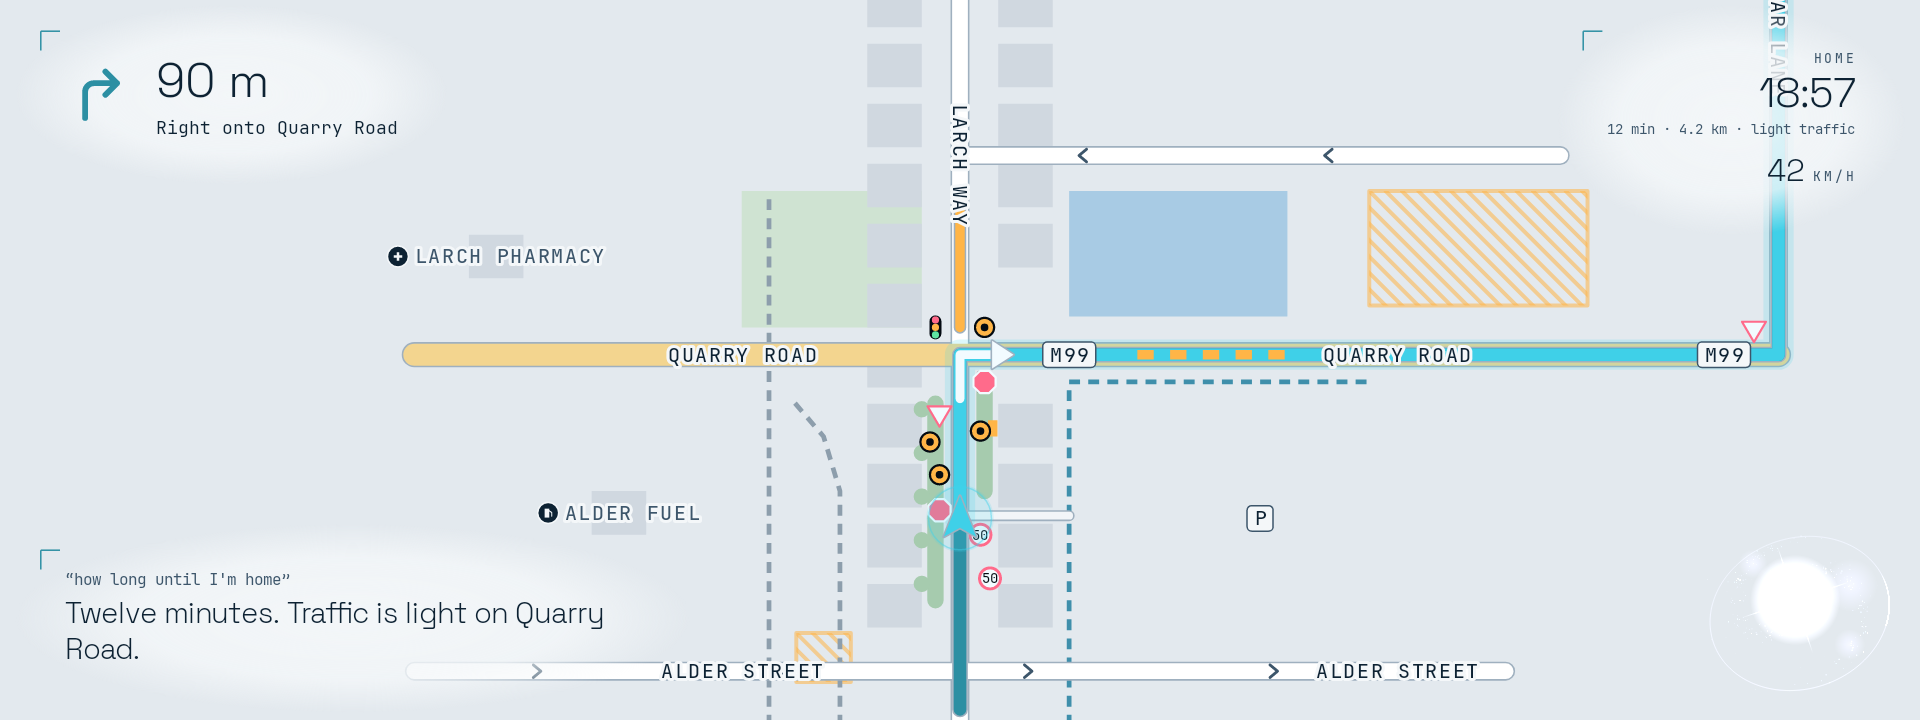 90 m
Right onto Quarry Road
HOME
18:57
12 min · 4.2 km · light traffic
42 KM/H
LARCH WAY
LARCH PHARMACY
QUARRY ROAD
M99
QUARRY ROAD
M99
ALDER FUEL
P
50
50
“how long until I'm home”
Twelve minutes. Traffic is light on Quarry
Road.
ALDER STREET
ALDER STREET